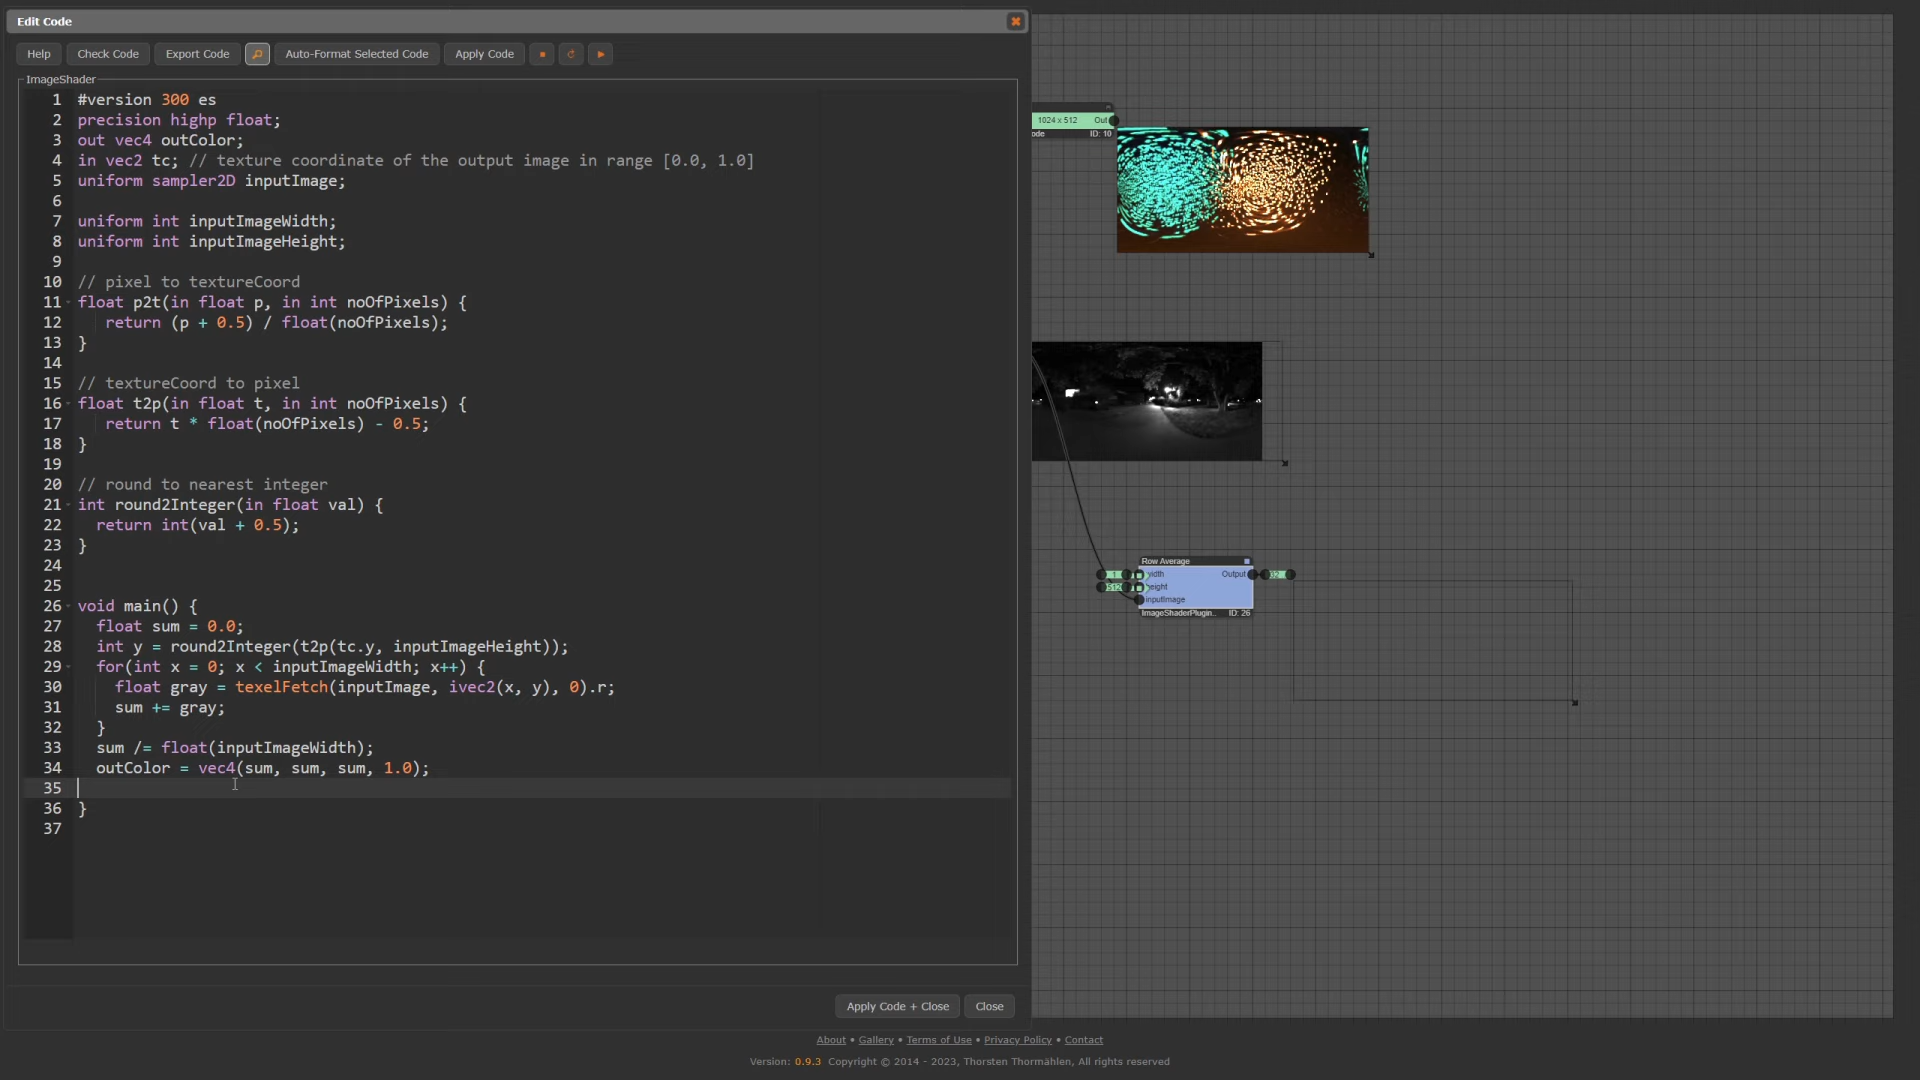 Edit Code
Help
Check Code
Export Code
Auto-Format Selected Code
Apply Code
ImageShader
1 #version 300 es
2 precision highp float;
3 out vec4 outColor;
4 in vec2 tc; // texture coordinate of the output image in range [0.0, 1.0]
5 uniform sampler2D inputImage;
6
7 uniform int inputImageWidth;
8 uniform int inputImageHeight;
9
10 // pixel to textureCoord
11 float p2t(in float p, in int noOfPixels) {
12 return (p + 0.5) / float(noOfPixels);
13 }
14
15 // textureCoord to pixel
16 float t2p(in float t, in int noOfPixels) {
17 return t * float(noOfPixels) - 0.5;
18 }
19
20 // round to nearest integer
21 int round2Integer(in float val) {
22 return int(val + 0.5);
23 }
24
25
26 void main() {
27 float sum = 0.0;
28 int y = round2Integer(t2p(tc.y, inputImageHeight));
29 for(int x = 0; x < inputImageWidth; x++) {
30 float gray = texelFetch(inputImage, ivec2(x, y), 0).r;
31 sum += gray;
32 }
33 sum /= float(inputImageWidth);
34 outColor = vec4(sum, sum, sum, 1.0);
35
36 }
37
Apply Code + Close
Close
1024 x 512 Out
ode ID: 10
Row Average
1 width Output 32
512 height
inputImage
ImageShaderPlugin.. ID: 26
About • Gallery • Terms of Use • Privacy Policy • Contact
Version: 0.9.3 Copyright © 2014 - 2023, Thorsten Thormählen, All rights reserved